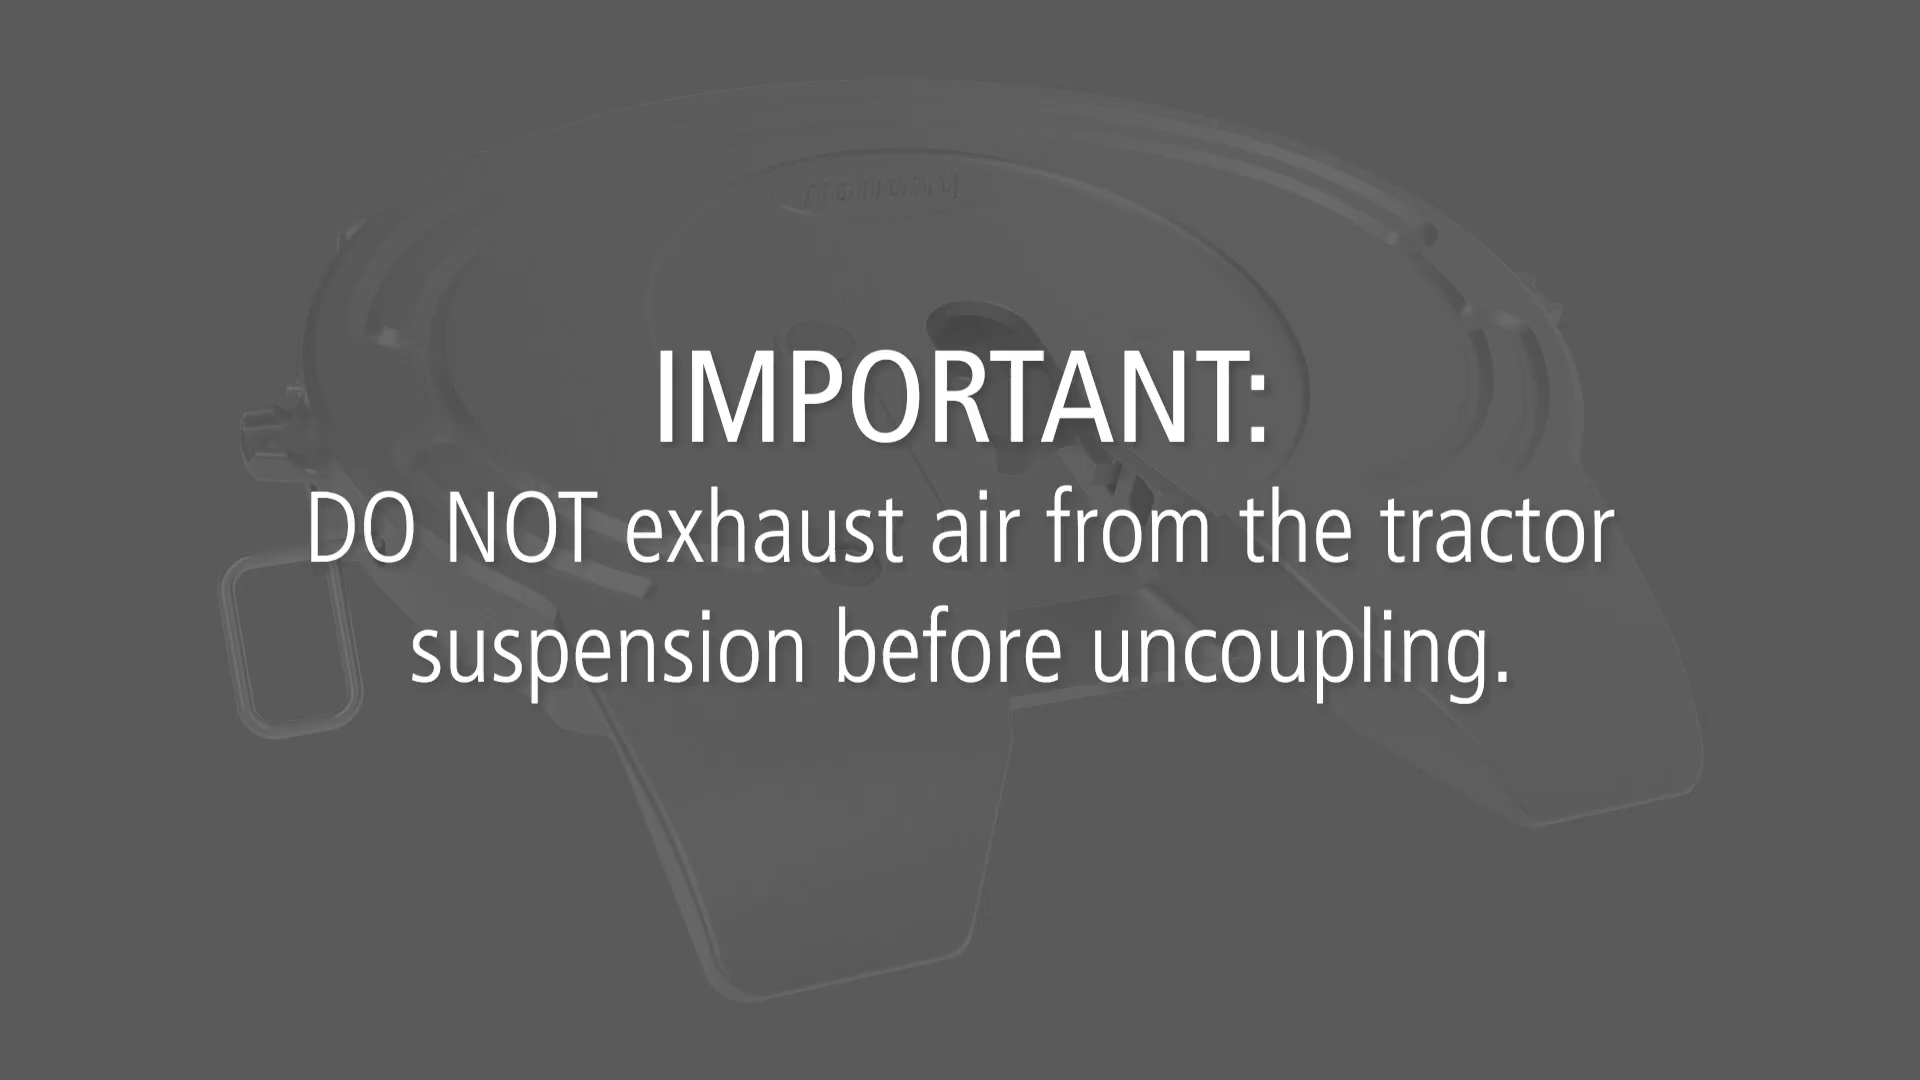 IMPORTANT:
DO NOT exhaust air from the tractor
suspension before uncoupling.